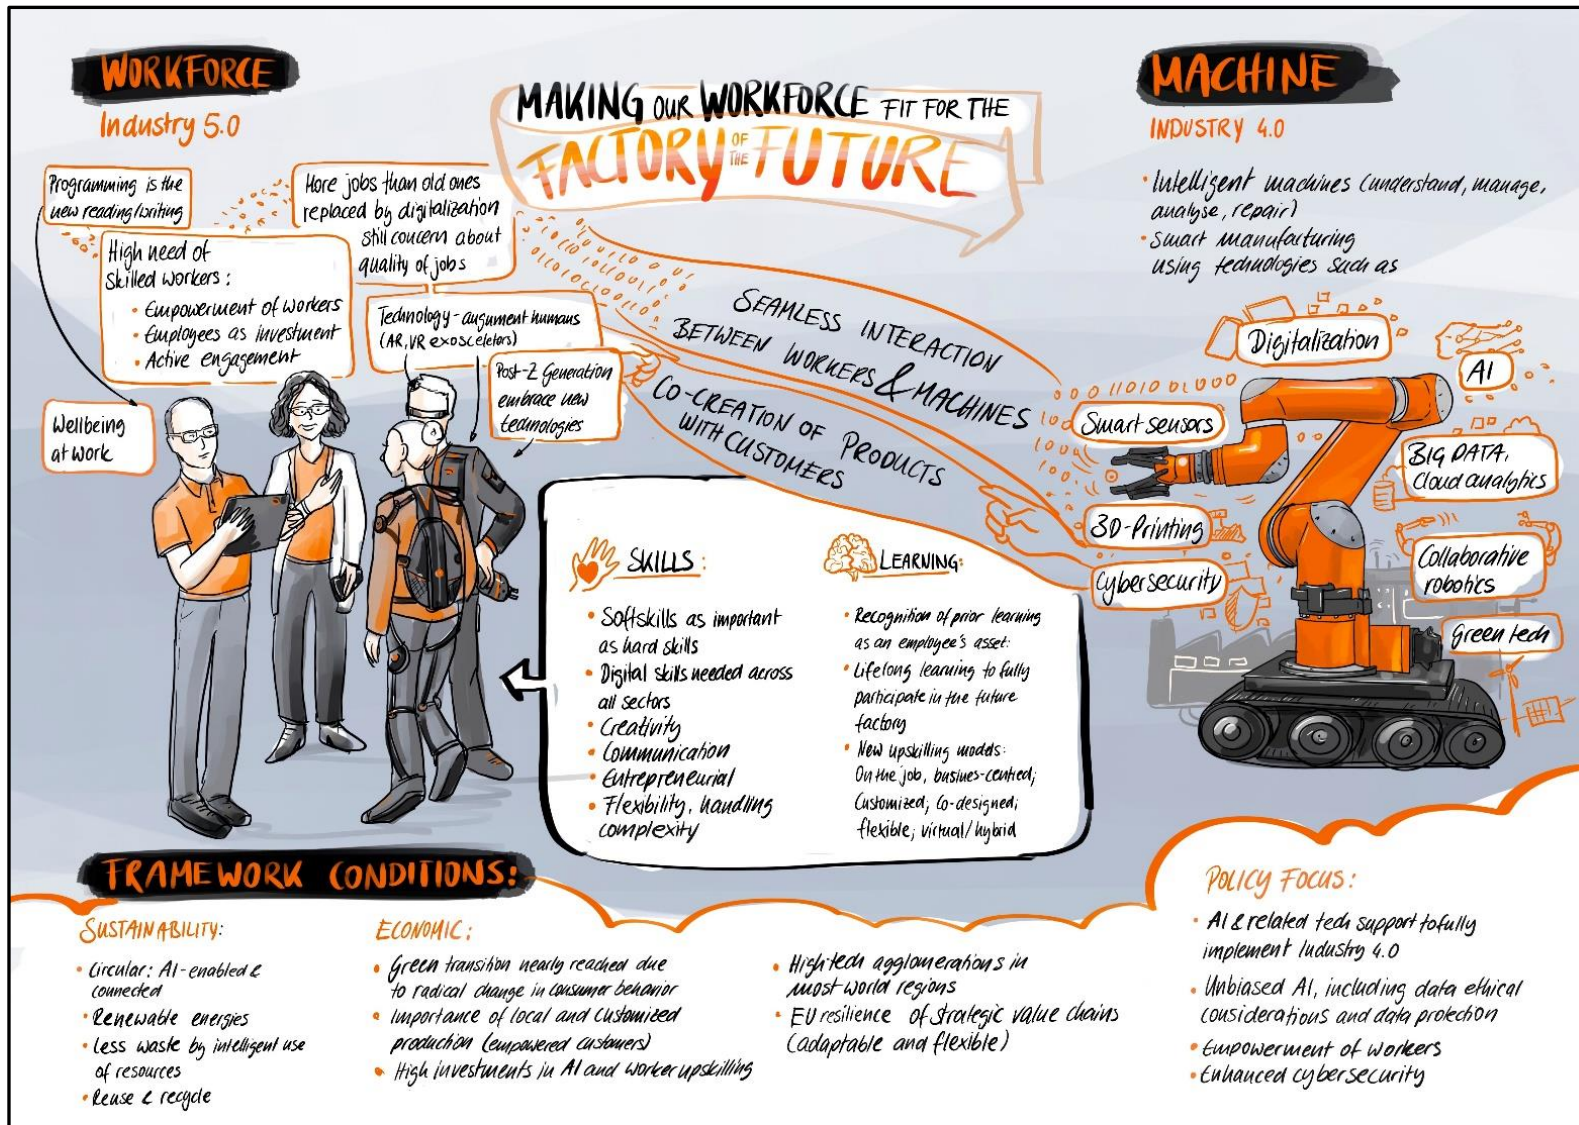 WORKFORCE
Industry 5.0
MAKING OUR WORKFORCE FIT FOR THE
FACTORY OF THE FUTURE
MACHINE
INDUSTRY 4.0
• Intelligent machines (understand, manage,
analyse, repair)
• Smart manufacturing
using technologies such as
Programming is the
new reading/writing
More jobs than old ones
replaced by digitalization
still concern about
quality of jobs
High need of
Skilled workers:
• Empowerment of workers
• Employees as investment
• Active engagement
Technology-augument humans
(AR, VR exosceletors)
Post-Z Generation
embrace new
technologies
Wellbeing
at work
SEAMLESS INTERACTION
BETWEEN WORKERS & MACHINES
CO-CREATION OF PRODUCTS
WITH CUSTOMERS
Digitalization
AI
Smart sensors
BIG DATA,
Cloud analytics
3D-Printing
Cybersecurity
Collaborative
robotics
Green tech
SKILLS:
• Softskills as important
as hard skills
• Digital skills needed across
all sectors
• Creativity
• Communication
• Entrepreneurial
• Flexibility, handling
complexity
LEARNING:
• Recognition of prior learning
as an employee's asset:
• Lifelong learning to fully
participate in the future
factory
• New upskilling models:
On the job, busines-centied;
Customized; Co-designed;
flexible; virtual/hybrid
FRAMEWORK CONDITIONS:
SUSTAINABILITY:
• Circular: AI-enabled &
connected
• Renewable energies
• Less waste by intelligent use
of resources
• Reuse & recycle
ECONOMIC:
• Green transition nearly reached due
to radical change in consumer behavior
• Importance of local and customized
production (empowered customers)
• High investments in AI and worker upskilling
• High tech agglomerations in
most world regions
• EU resilience of strategic value chains
(adaptable and flexible)
POLICY FOCUS:
• AI & related tech support to fully
implement Industry 4.0
• Unbiased AI, including data ethical
considerations and data protection
• Empowerment of workers
• Enhanced cybersecurity